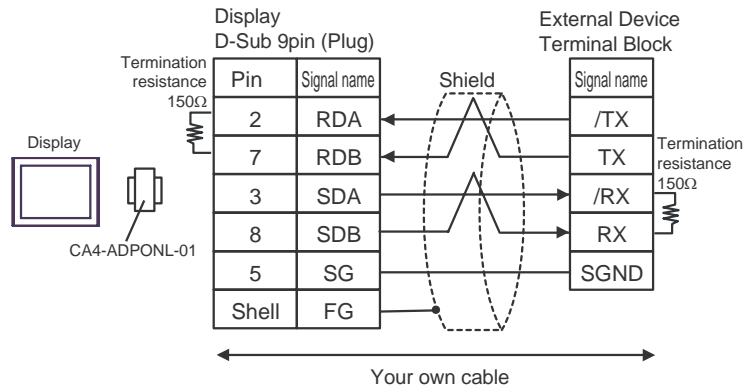 Display
D-Sub 9pin (Plug)
External Device
Terminal Block
Termination
resistance
150Ω
Pin
Signal name
Shield
Signal name
2
RDA
/TX
7
RDB
TX
Termination
resistance
150Ω
Display
3
SDA
/RX
8
SDB
RX
CA4-ADPONL-01
5
SG
SGND
Shell
FG
Your own cable